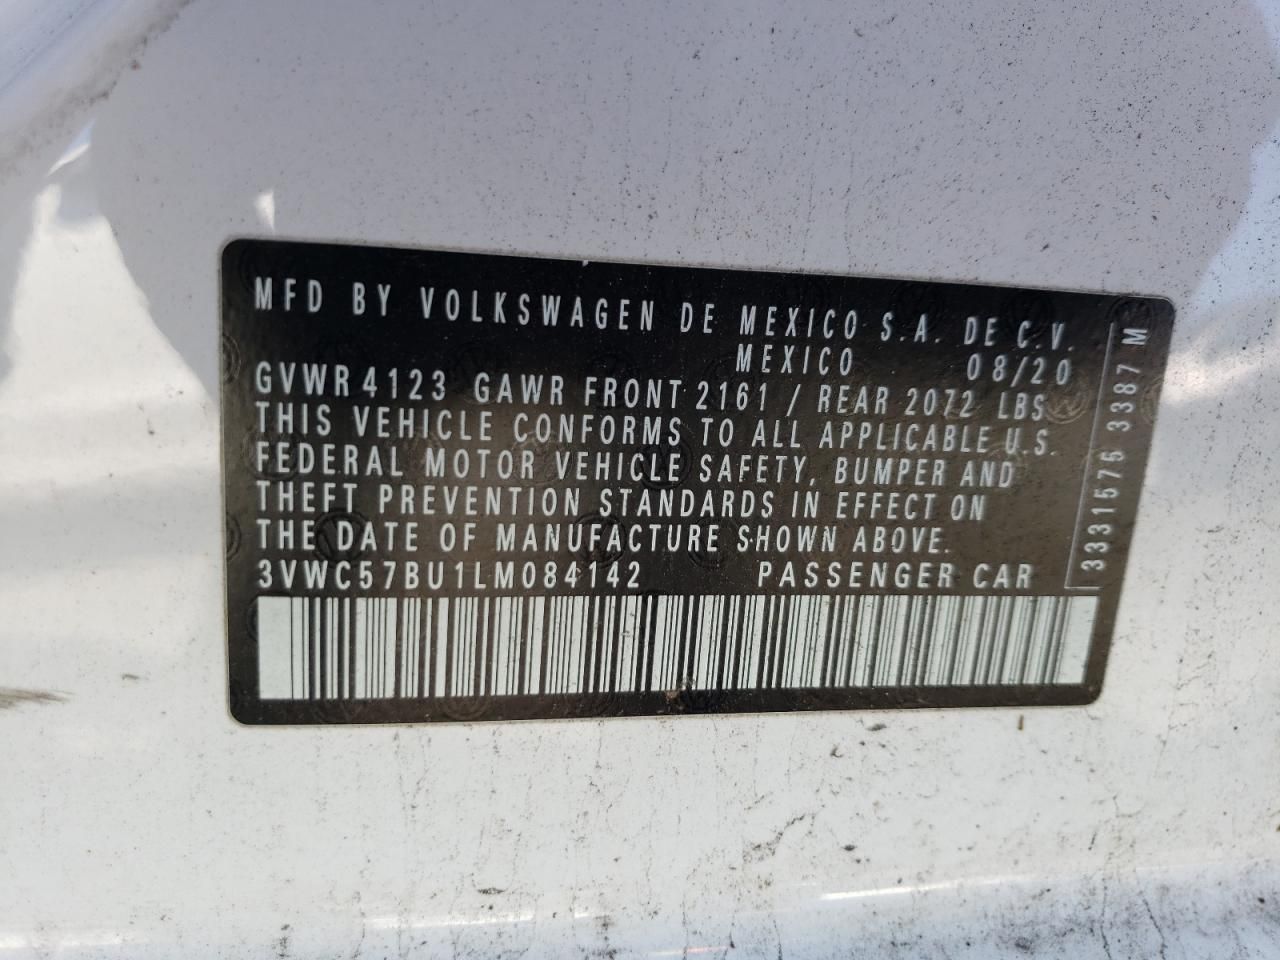 MFD BY VOLKSWAGEN DE MEXICO S.A. DE C.V.
MEXICO 08/20
GVWR 4123 GAWR FRONT 2161 / REAR 2072 LBS
THIS VEHICLE CONFORMS TO ALL APPLICABLE U.S.
FEDERAL MOTOR VEHICLE SAFETY, BUMPER AND
THEFT PREVENTION STANDARDS IN EFFECT ON
THE DATE OF MANUFACTURE SHOWN ABOVE.
3VWC57BU1LM084142 PASSENGER CAR
3331575 3387 M